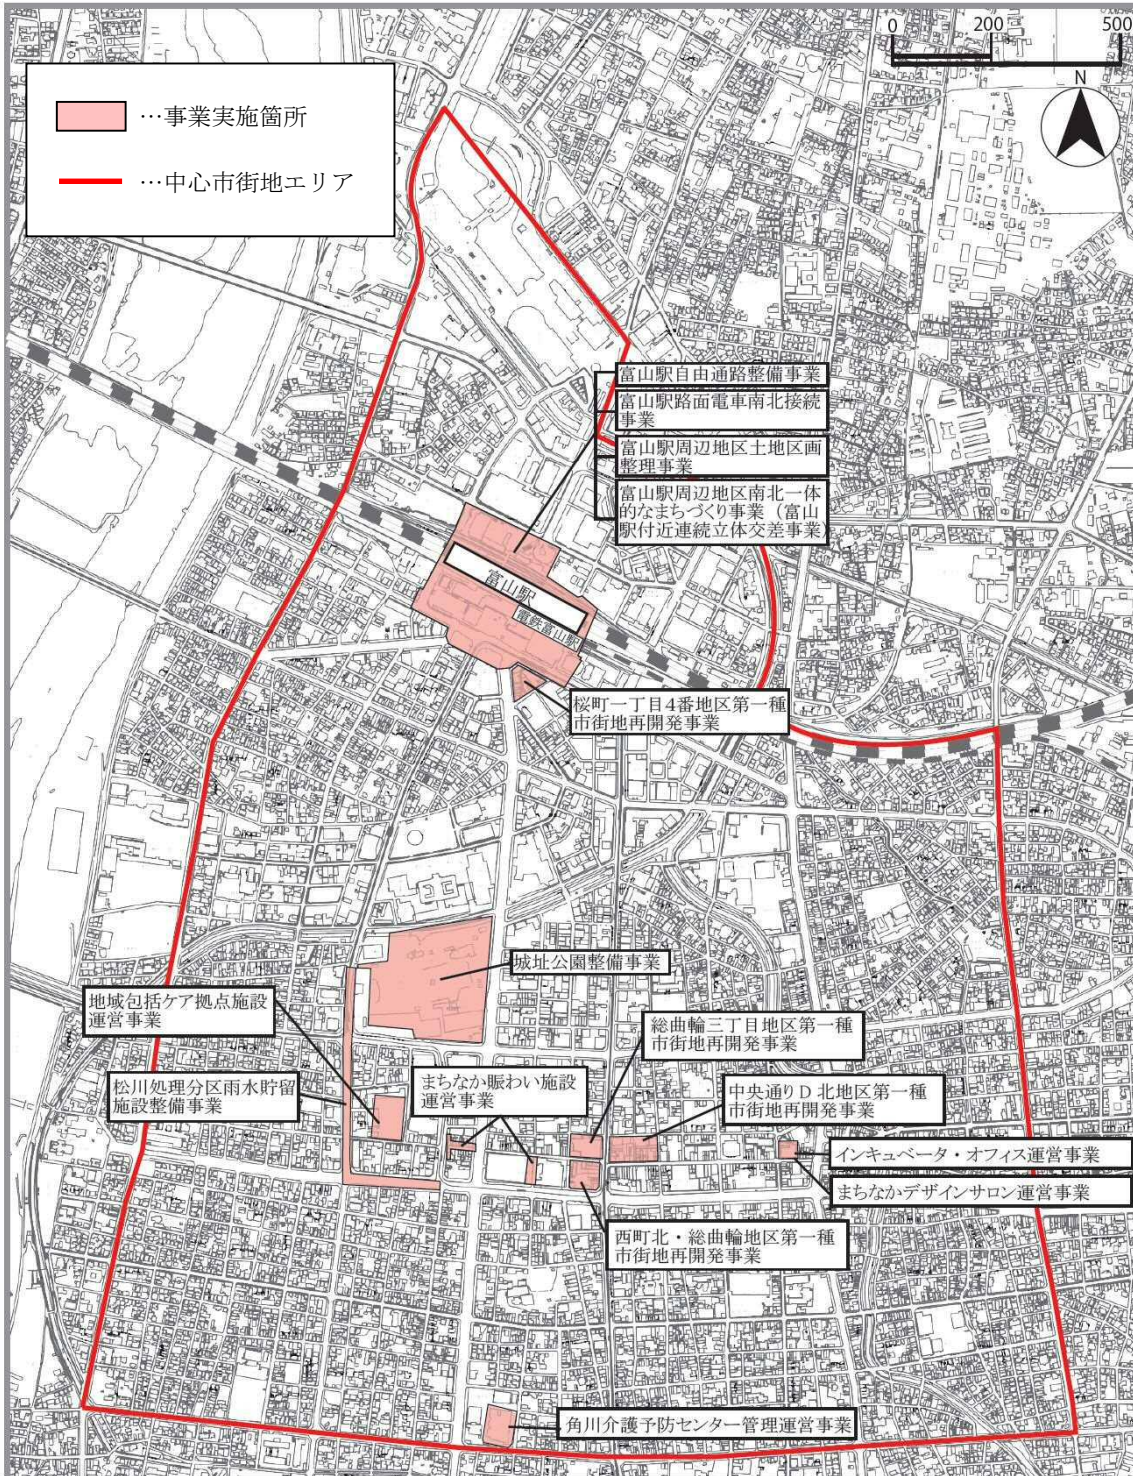 0 200 500
N
…事業実施箇所
…中心市街地エリア
富山駅自由通路整備事業
富山駅路面電車南北接続
事業
富山駅周辺地区土地区画
整理事業
富山駅周辺地区南北一体
的なまちづくり事業（富山
駅付近連続立体交差事業）
富山駅
電鉄富山駅
桜町一丁目4番地区第一種
市街地再開発事業
城址公園整備事業
地域包括ケア拠点施設
運営事業
総曲輪三丁目地区第一種
市街地再開発事業
松川処理分区雨水貯留
施設整備事業
まちなか賑わい施設
運営事業
中央通りD北地区第一種
市街地再開発事業
インキュベータ・オフィス運営事業
まちなかデザインサロン運営事業
西町北・総曲輪地区第一種
市街地再開発事業
角川介護予防センター管理運営事業